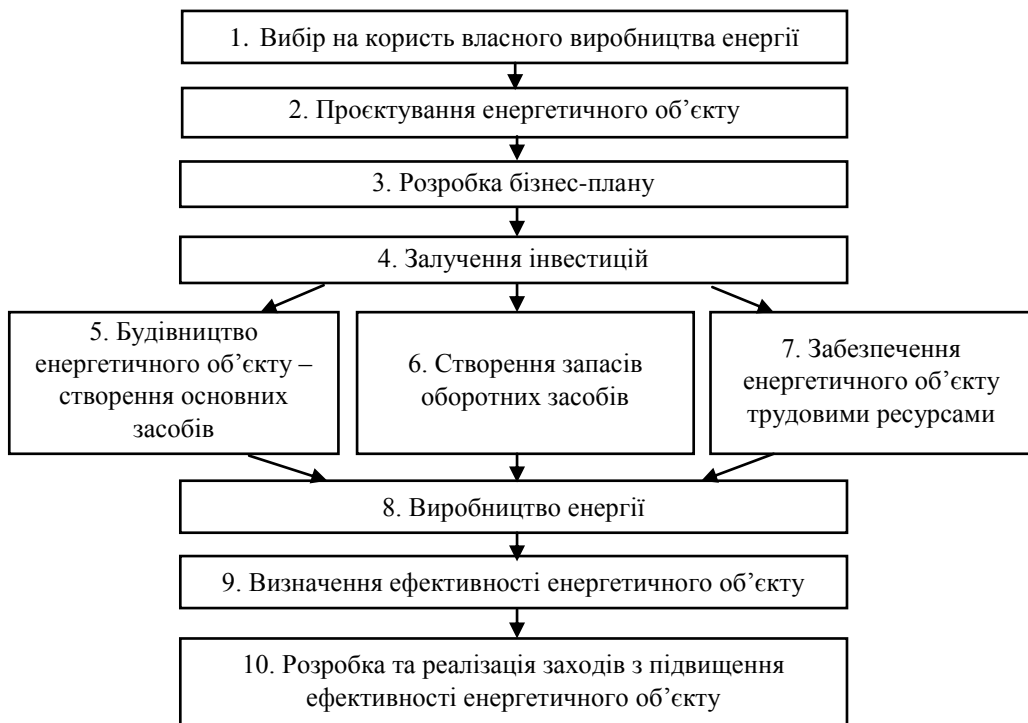 1. Вибір на користь власного виробництва енергії
2. Проєктування енергетичного об’єкту
3. Розробка бізнес-плану
4. Залучення інвестицій
5. Будівництво
енергетичного об’єкту –
створення основних
засобів
6. Створення запасів
оборотних засобів
7. Забезпечення
енергетичного об’єкту
трудовими ресурсами
8. Виробництво енергії
9. Визначення ефективності енергетичного об’єкту
10. Розробка та реалізація заходів з підвищення
ефективності енергетичного об’єкту